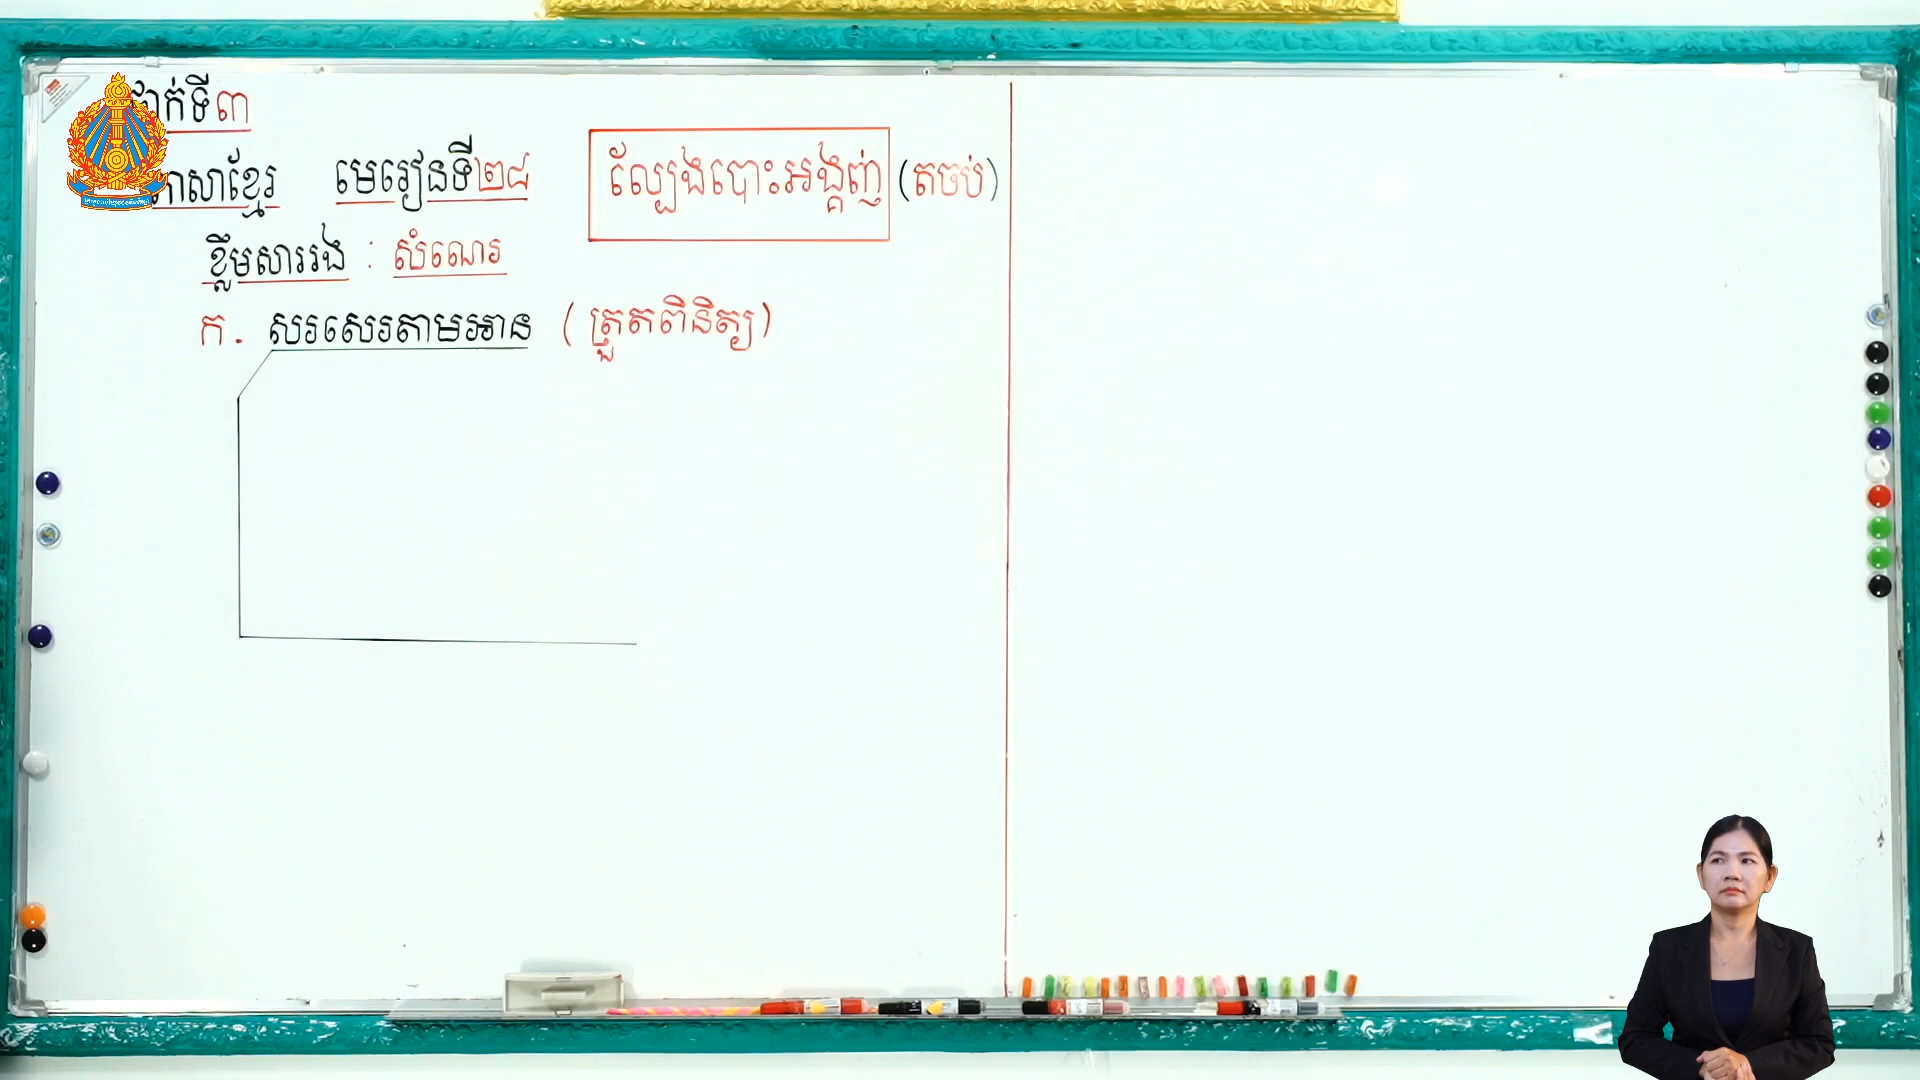 ថ្នាក់ទី៣
ភាសាខ្មែរ មេរៀនទី២៨ ល្បែងបោះអង្គញ់ (តចប់)
ខ្លឹមសាររង : សំណេរ
ក. សរសេរតាមអាន (ត្រួតពិនិត្យ)